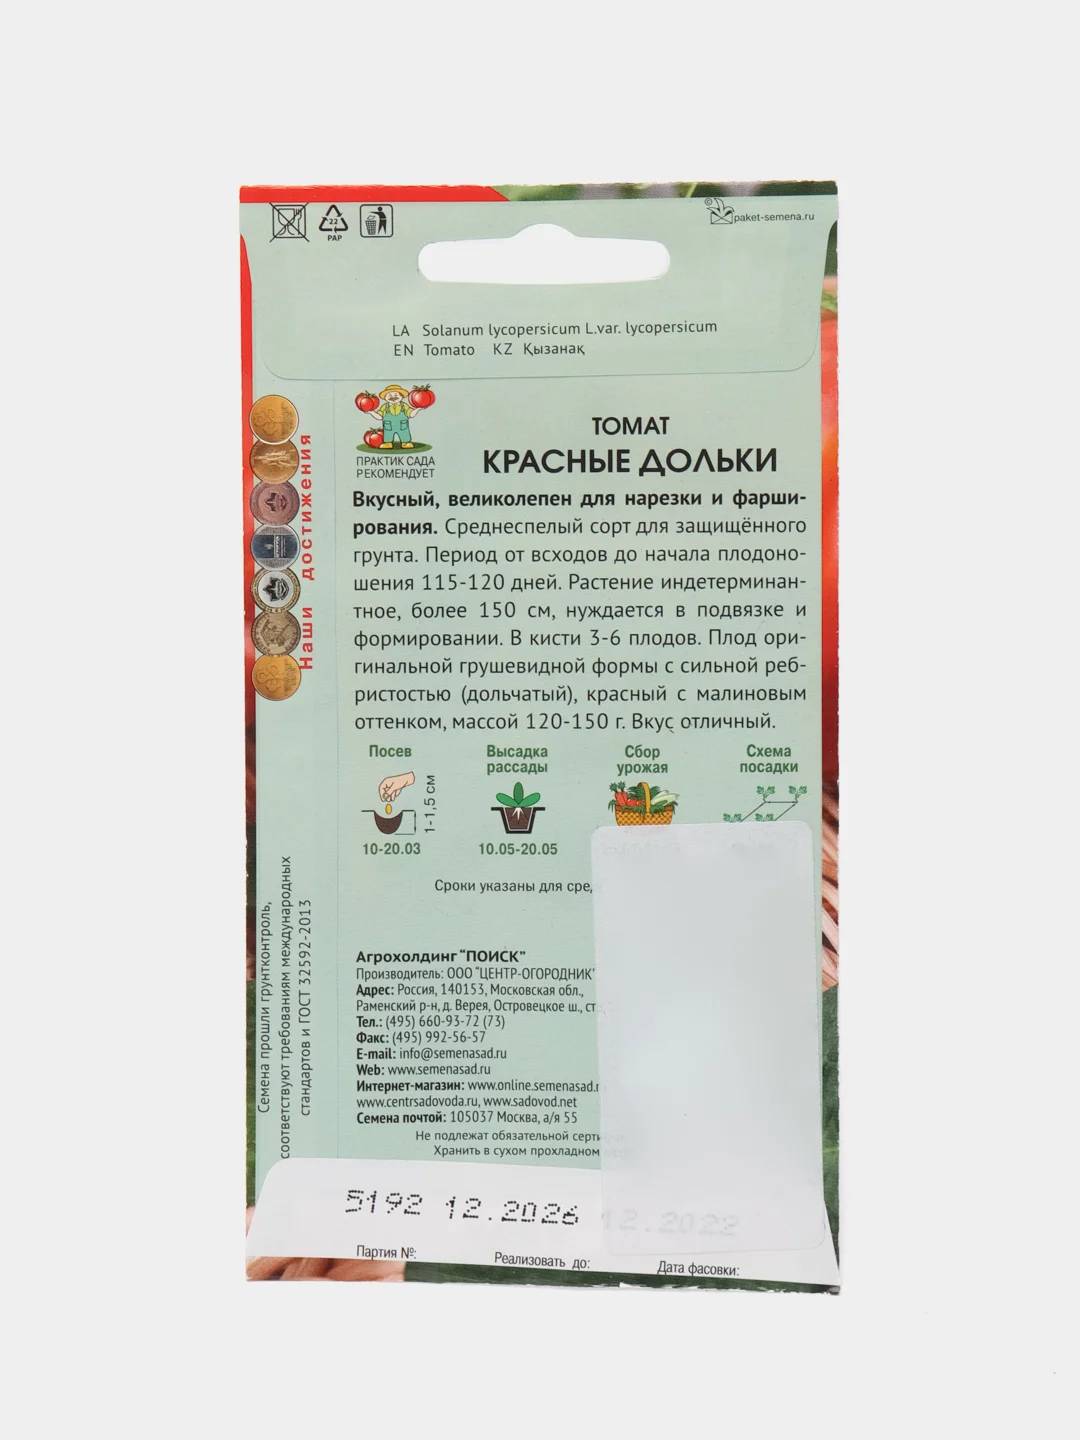 22
PAP
paket-semena.ru
LA Solanum lycopersicum L.var. lycopersicum
EN Tomato KZ Қызанақ
ПРАКТИК САДА
РЕКОМЕНДУЕТ
ТОМАТ
КРАСНЫЕ ДОЛЬКИ
Наши достижения
Вкусный, великолепен для нарезки и фарши-
рования. Среднеспелый сорт для защищённого
грунта. Период от всходов до начала плодоно-
шения 115-120 дней. Растение индетерминан-
тное, более 150 см, нуждается в подвязке и
формировании. В кисти 3-6 плодов. Плод ори-
гинальной грушевидной формы с сильной реб-
ристостью (дольчатый), красный с малиновым
оттенком, массой 120-150 г. Вкус отличный.
Посев
Высадка
рассады
Сбор
урожая
Схема
посадки
1-1,5 см
10-20.03
10.05-20.05
Сроки указаны для
Семена прошли грунтконтроль,
соответствуют требованиям международных
стандартов и ГОСТ 32592-2013
Агрохолдинг "ПОИСК"
Производитель: ООО "ЦЕНТР-ОГОРОДНИК"
Адрес: Россия, 140153, Московская обл.,
Раменский р-н, д. Верея, Островецкое ш.,
Тел.: (495) 660-93-72 (73)
Факс: (495) 992-56-57
E-mail: info@semenasad.ru
Web: www.semenasad.ru
Интернет-магазин: www.online.semenasad.r
www.centrsadovoda.ru, www.sadovod.net
Семена почтой: 105037 Москва, а/я 55
Не подлежат обязательной
Хранить в сухом прохладном
5192 12.2026 12.2022
Партия №:
Реализовать до:
Дата фасовки: